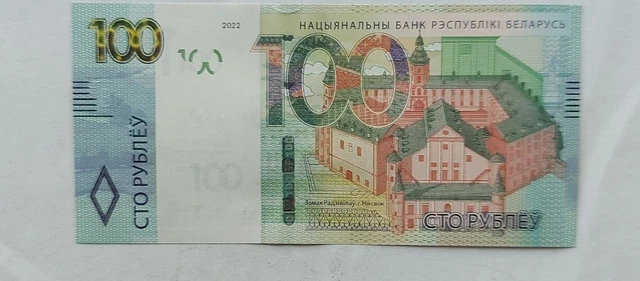 100
2022
НАЦЫЯНАЛЬНЫ БАНК РЭСПУБЛІКІ БЕЛАРУСЬ
100
СТО РУБЛЁЎ
Замак Радзівілаў г. Нясвіж
СТО РУБЛЁЎ
100